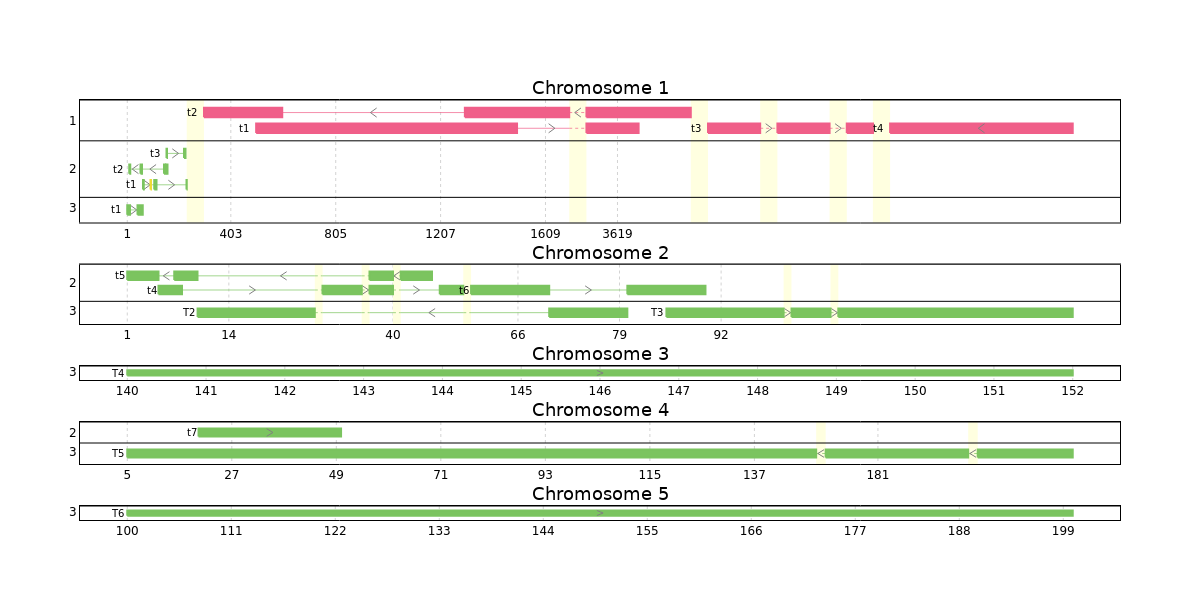 Chromosome 1
1
t2
t1 t3 t4
2
t3
t2
t1
3 t1
1 403 805 1207 1609 3619
Chromosome 2
2
t5
t4 t6
3 T2 T3
1 14 40 66 79 92
Chromosome 3
3 T4
140 141 142 143 144 145 146 147 148 149 150 151 152
Chromosome 4
2 t7
3 T5
5 27 49 71 93 115 137 181
Chromosome 5
3 T6
100 111 122 133 144 155 166 177 188 199